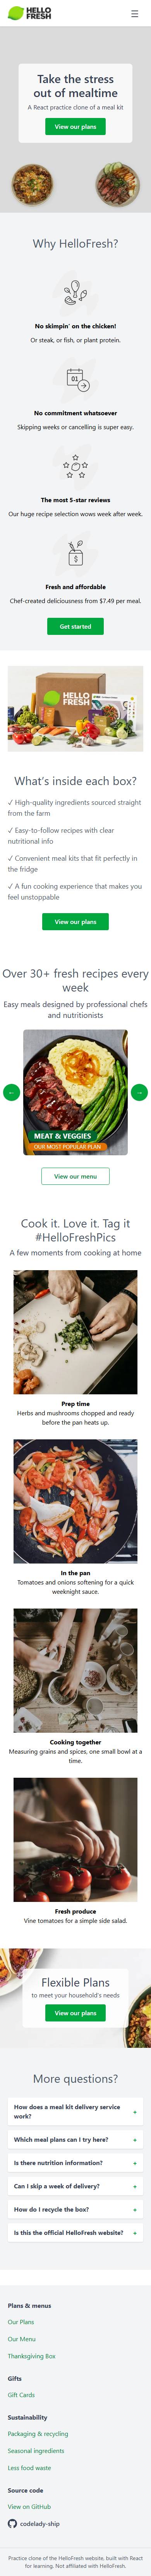 HELLO
FRESH
☰
Take the stress
out of mealtime
A React practice clone of a meal kit
View our plans
Why HelloFresh?
No skimpin' on the chicken!
Or steak, or fish, or plant protein.
01
No commitment whatsoever
Skipping weeks or cancelling is super easy.
The most 5-star reviews
Our huge recipe selection wows week after week.
$
Fresh and affordable
Chef-created deliciousness from $7.49 per meal.
Get started
HELLO
FRESH
What's inside each box?
✓ High-quality ingredients sourced straight
from the farm
✓ Easy-to-follow recipes with clear
nutritional info
✓ Convenient meal kits that fit perfectly in
the fridge
✓ A fun cooking experience that makes you
feel unstoppable
View our plans
Over 30+ fresh recipes every
week
Easy meals designed by professional chefs
and nutritionists
←
→
MEAT & VEGGIES
OUR MOST POPULAR PLAN
View our menu
Cook it. Love it. Tag it
#HelloFreshPics
A few moments from cooking at home
Prep time
Herbs and mushrooms chopped and ready
before the pan heats up.
In the pan
Tomatoes and onions softening for a quick
weeknight sauce.
Cooking together
Measuring grains and spices, one small bowl at a
time.
Fresh produce
Vine tomatoes for a simple side salad.
Flexible Plans
to meet your household's needs
View our plans
More questions?
How does a meal kit delivery service
work?
+
Which meal plans can I try here? +
Is there nutrition information? +
Can I skip a week of delivery? +
How do I recycle the box? +
Is this the official HelloFresh website? +
Plans & menus
Our Plans
Our Menu
Thanksgiving Box
Gifts
Gift Cards
Sustainability
Packaging & recycling
Seasonal ingredients
Less food waste
Source code
View on GitHub
codelady-ship
Practice clone of the HelloFresh website, built with React
for learning. Not affiliated with HelloFresh.